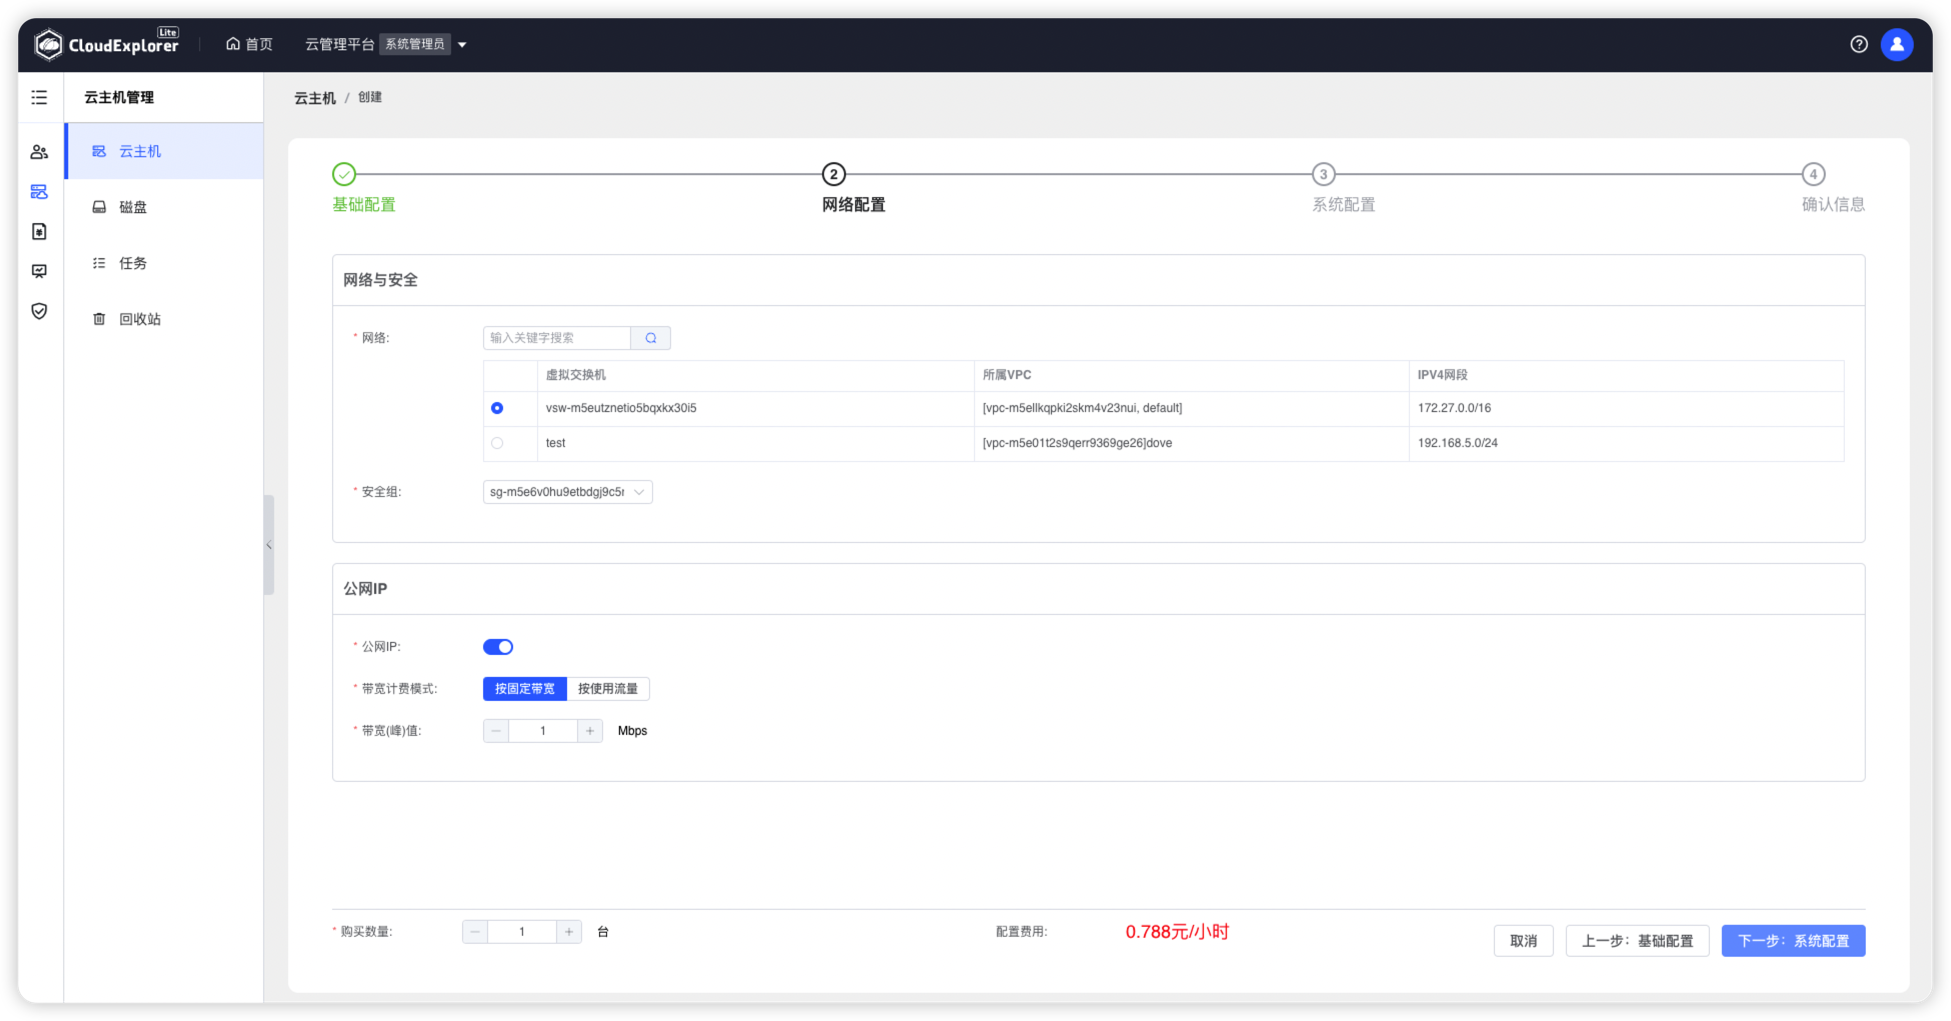 CloudExplorer Lite
首页
云管理平台 系统管理员
云主机管理
云主机 / 创建
云主机
磁盘
任务
回收站
2
3
4
基础配置
网络配置
系统配置
确认信息
网络与安全
* 网络:
输入关键字搜索
虚拟交换机 所属VPC IPV4网段
vsw-m5eutznetio5bqxkx30i5 [vpc-m5ellkqpki2skm4v23nui, default] 172.27.0.0/16
test [vpc-m5e01t2s9qerr9369ge26]dove 192.168.5.0/24
* 安全组: sg-m5e6v0hu9etbdgj9c5r
公网IP
* 公网IP:
* 带宽计费模式: 按固定带宽 按使用流量
* 带宽(峰)值: 1 Mbps
* 购买数量: 1 台
配置费用: 0.788元/小时
取消
上一步：基础配置
下一步：系统配置